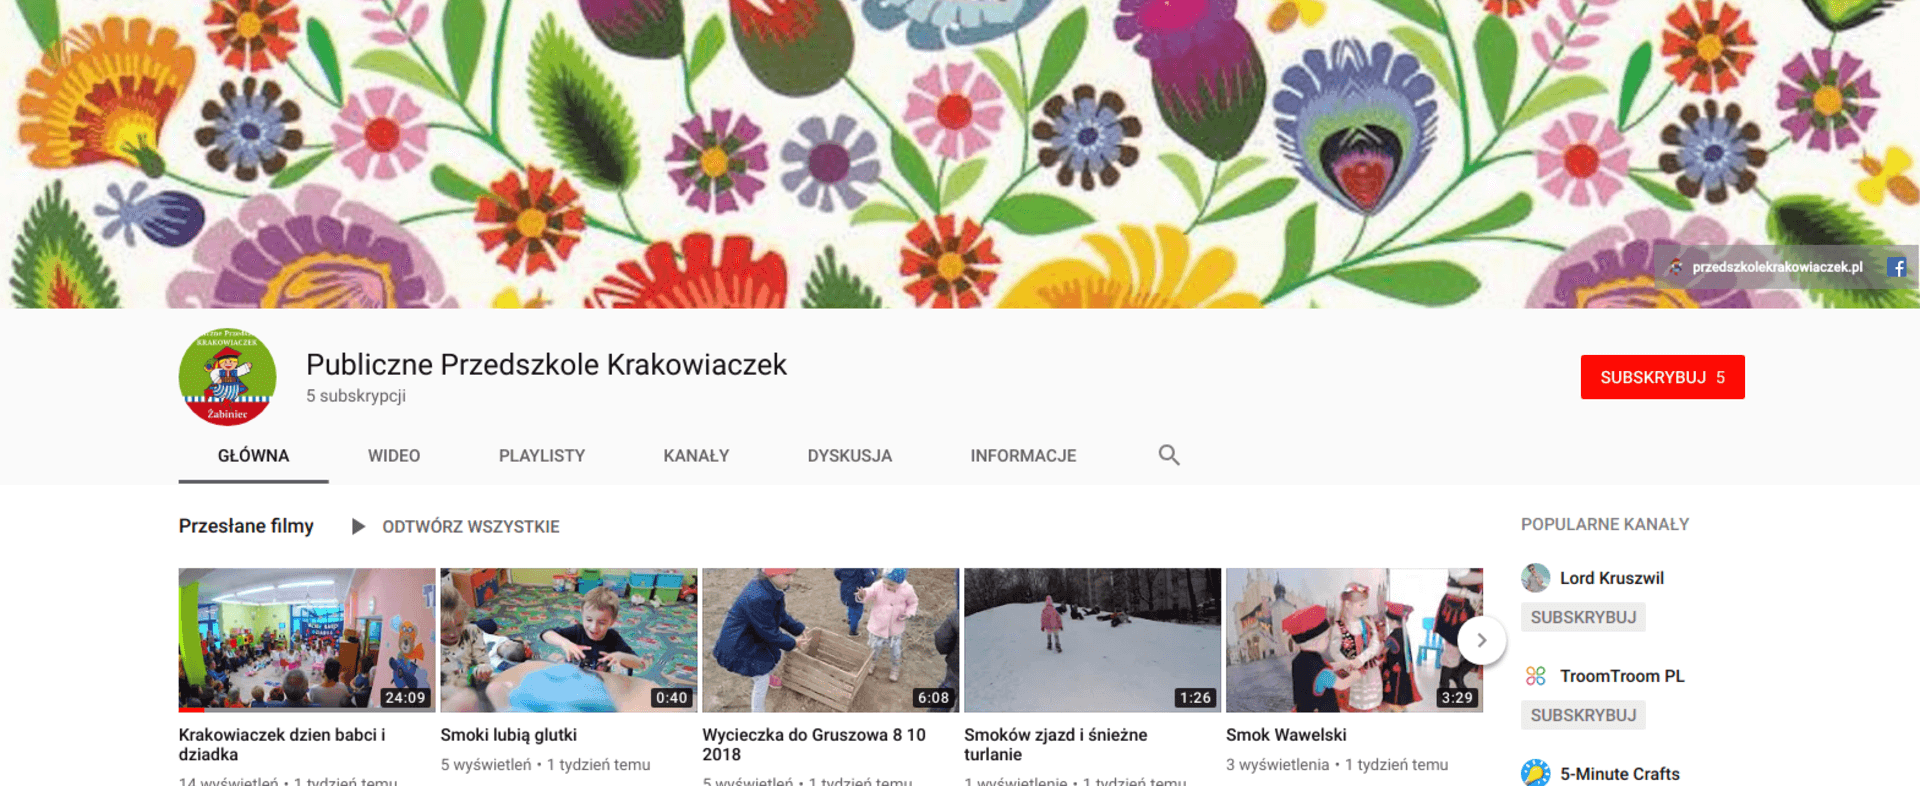 przedszkolekrakowiaczek.pl
KRAKOWIACZEK
Żabiniec
Publiczne Przedszkole Krakowiaczek
5 subskrypcji
SUBSKRYBUJ 5
GŁÓWNA WIDEO PLAYLISTY KANAŁY DYSKUSJA INFORMACJE
Przesłane filmy ODTWÓRZ WSZYSTKIE
24:09
0:40
6:08
1:26
3:29
Krakowiaczek dzien babci i
dziadka
14 wyświetleń • 1 tydzień temu
Smoki lubią glutki
5 wyświetleń • 1 tydzień temu
Wycieczka do Gruszowa 8 10
2018
5 wyświetleń • 1 tydzień temu
Smoków zjazd i śnieżne
turlanie
1 wyświetlenie • 1 tydzień temu
Smok Wawelski
3 wyświetlenia • 1 tydzień temu
POPULARNE KANAŁY
Lord Kruszwil
SUBSKRYBUJ
TroomTroom PL
SUBSKRYBUJ
5-Minute Crafts